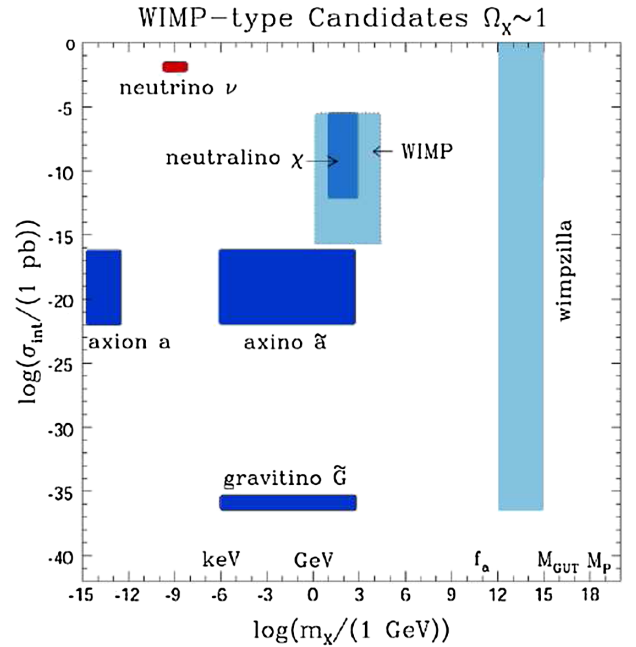 WIMP-type Candidates Ω_X~1
log(σ_int/(1 pb))
0
-5
-10
-15
-20
-25
-30
-35
-40
neutrino ν
neutralino χ
WIMP
wimpzilla
axion a
axino ã
gravitino G̃
keV
GeV
f_a
M_GUT
M_P
-15
-12
-9
-6
-3
0
3
6
9
12
15
18
log(m_X/(1 GeV))